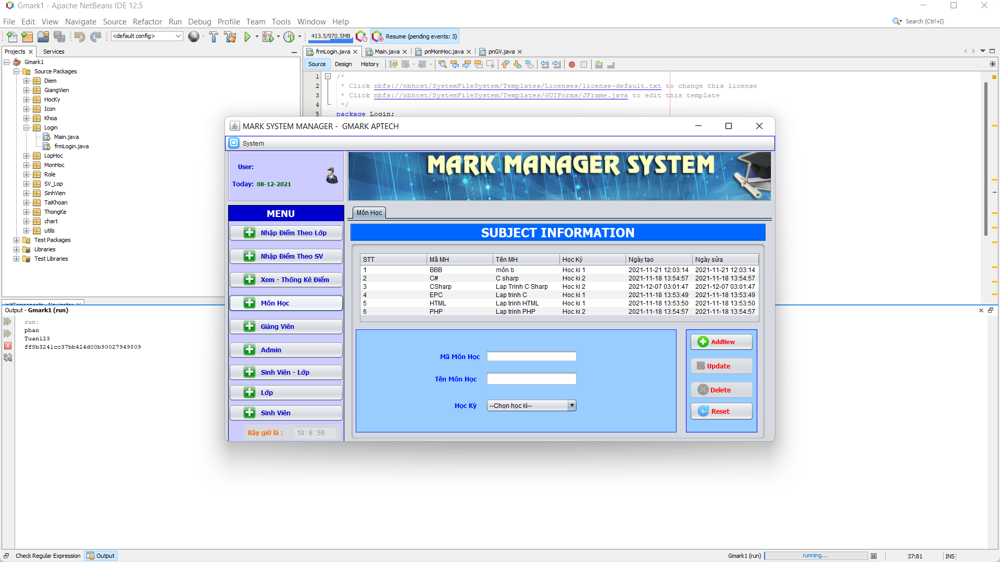 Gmark1 - Apache NetBeans IDE 12.5
File Edit View Navigate Source Refactor Run Debug Profile Team Tools Window Help
Search (Ctrl+I)
<default config>
413.5/970.5MB
Resume (pending events: 3)
Projects
Services
frmLogin.java
Main.java
pnMonHoc.java
pnGV.java
Source
Design
History
Gmark1
Source Packages
Diem
GiangVien
HocKy
Icon
Khoa
Login
Main.java
frmLogin.java
LopHoc
MonHoc
Role
SV_Lop
SinhVien
TaiKhoan
ThongKe
chart
utils
Test Packages
Libraries
Test Libraries
1 /*
2 * Click nbfs://nbhost/SystemFileSystem/Templates/Licenses/license-default.txt to change this license
3 * Click nbfs://nbhost/SystemFileSystem/Templates/GUIForms/JFrame.java to edit this template
4 */
5 package Login;
MARK SYSTEM MANAGER - GMARK APTECH
System
User:
Today: 08-12-2021
MARK MANAGER SYSTEM
MENU
Nhập Điểm Theo Lớp
Nhập Điểm Theo SV
Xem - Thống Kê Điểm
Môn Học
Giảng Viên
Admin
Sinh Viên - Lớp
Lớp
Sinh Viên
Bây giờ là : 10 : 6 : 59
Môn Học
SUBJECT INFORMATION
STT Mã MH Tên MH Học Kỳ Ngày tạo Ngày sửa
1 BBB môn b Hoc ki 1 2021-11-21 12:03:14 2021-11-21 12:03:14
2 C# C sharp Hoc ki 2 2021-11-18 13:54:57 2021-11-18 13:54:57
3 CSharp Lap Trinh C Sharp Hoc ki 2 2021-12-07 03:01:47 2021-12-07 03:01:47
4 EPC Lap trinh C Hoc ki 1 2021-11-18 13:53:49 2021-11-18 13:53:49
5 HTML Lap trinh HTML Hoc ki 1 2021-11-18 13:53:50 2021-11-18 13:53:50
6 PHP Lap trinh PHP Hoc ki 2 2021-11-18 13:54:57 2021-11-18 13:54:57
Mã Môn Học
Tên Môn Học
Học Kỳ --Chọn học kì--
AddNew
Update
Delete
Reset
initComponents - Navigator
Output - Gmark1 (run)
run:
phan
Tuan123
ff8b3241cc37bb424d00b90027949809
Check Regular Expression
Output
Gmark1 (run)
running...
37:81
INS